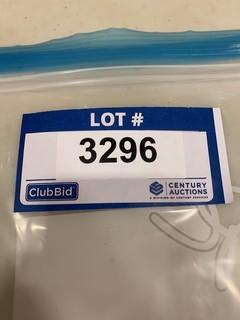 LOT #
3296
ClubBid
CENTURY
AUCTIONS
A DIVISION OF CENTURY SERVICES